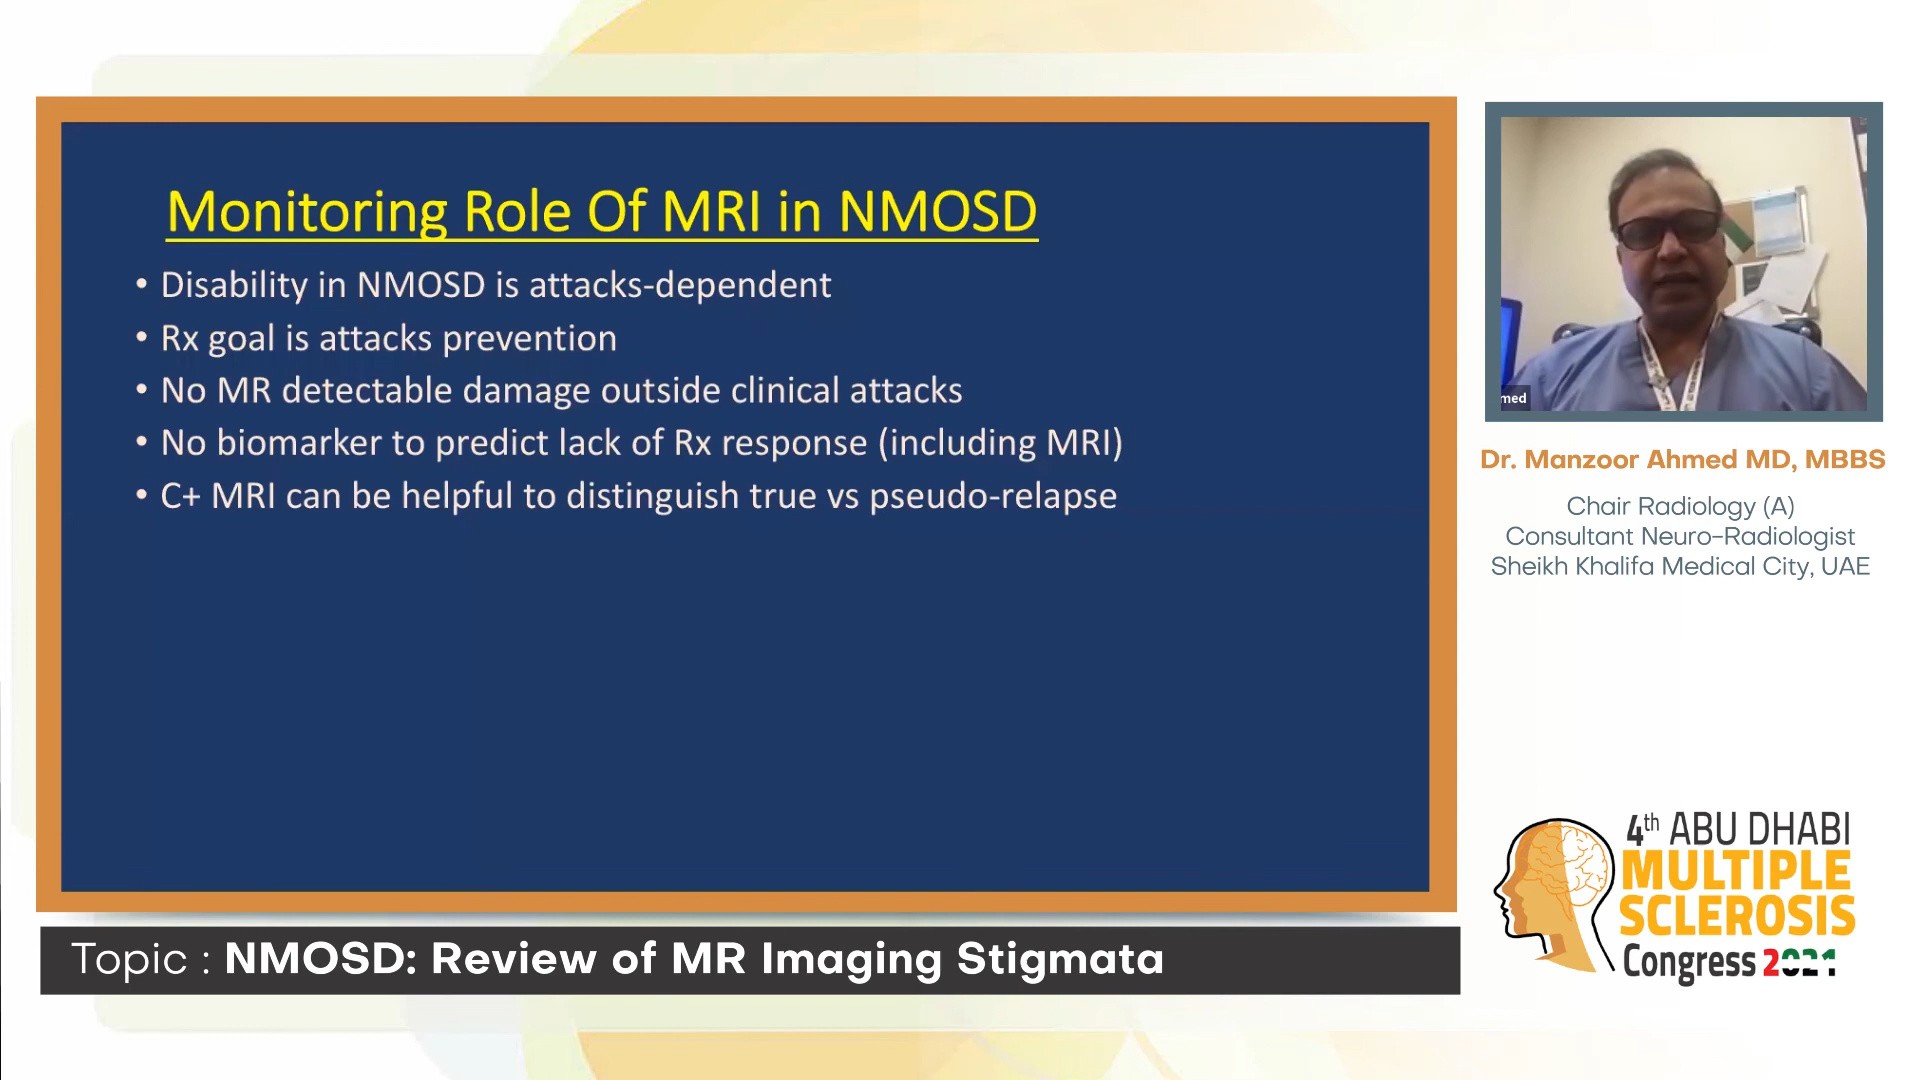 Monitoring Role Of MRI in NMOSD
• Disability in NMOSD is attacks-dependent
• Rx goal is attacks prevention
• No MR detectable damage outside clinical attacks
• No biomarker to predict lack of Rx response (including MRI)
• C+ MRI can be helpful to distinguish true vs pseudo-relapse
med
Dr. Manzoor Ahmed MD, MBBS
Chair Radiology (A)
Consultant Neuro-Radiologist
Sheikh Khalifa Medical City, UAE
4th ABU DHABI
MULTIPLE
SCLEROSIS
Congress 2021
Topic : NMOSD: Review of MR Imaging Stigmata